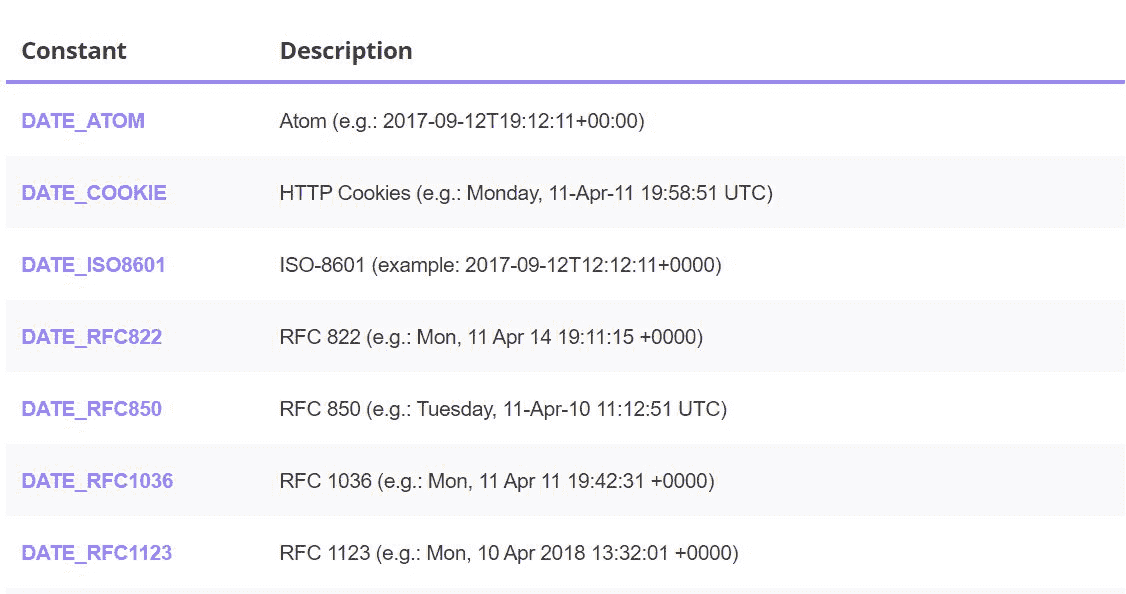 Constant Description
DATE_ATOM Atom (e.g.: 2017-09-12T19:12:11+00:00)
DATE_COOKIE HTTP Cookies (e.g.: Monday, 11-Apr-11 19:58:51 UTC)
DATE_ISO8601 ISO-8601 (example: 2017-09-12T12:12:11+0000)
DATE_RFC822 RFC 822 (e.g.: Mon, 11 Apr 14 19:11:15 +0000)
DATE_RFC850 RFC 850 (e.g.: Tuesday, 11-Apr-10 11:12:51 UTC)
DATE_RFC1036 RFC 1036 (e.g.: Mon, 11 Apr 11 19:42:31 +0000)
DATE_RFC1123 RFC 1123 (e.g.: Mon, 10 Apr 2018 13:32:01 +0000)